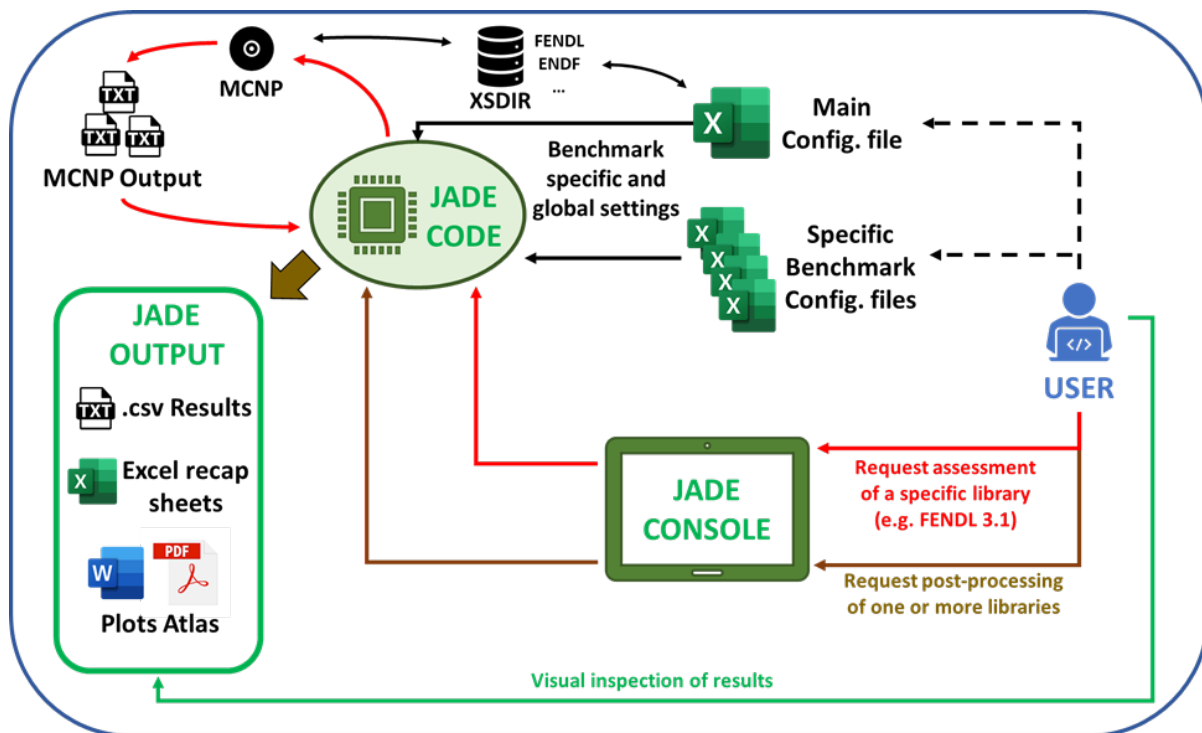 FENDL
ENDF
...
MCNP
XSDIR
TXT
TXT
TXT
MCNP Output
X
Main
Config. file
Benchmark
specific and
global settings
JADE
CODE
X
X
X
X
Specific
Benchmark
Config. files
</>
USER
JADE
OUTPUT
TXT
.csv Results
X
Excel recap
sheets
W
PDF
Plots Atlas
JADE
CONSOLE
Request assessment
of a specific library
(e.g. FENDL 3.1)
Request post-processing
of one or more libraries
Visual inspection of results